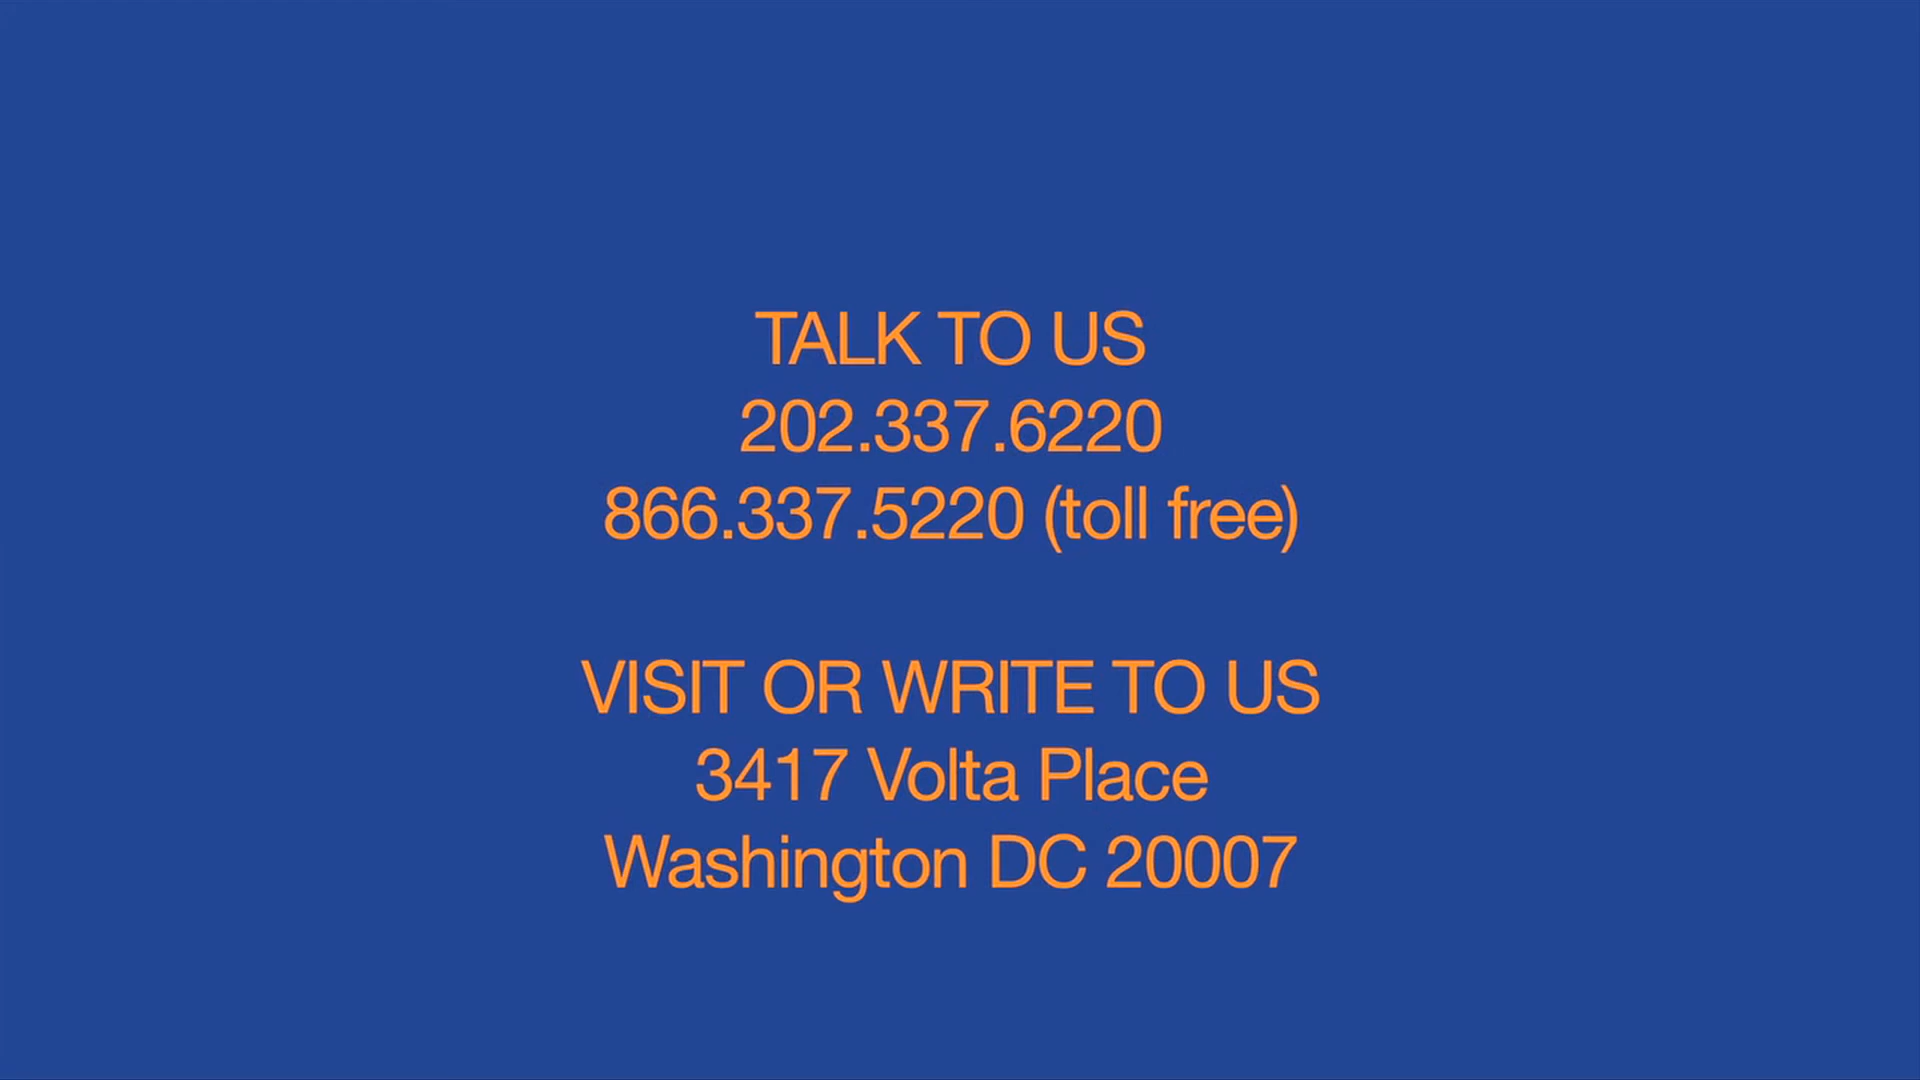 TALK TO US
202.337.6220
866.337.5220 (toll free)
VISIT OR WRITE TO US
3417 Volta Place
Washington DC 20007